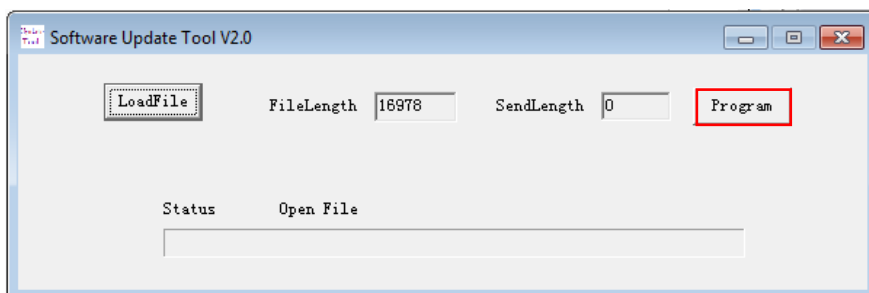 Software Update Tool V2.0
LoadFile FileLength 16978 SendLength 0 Program
Status Open File